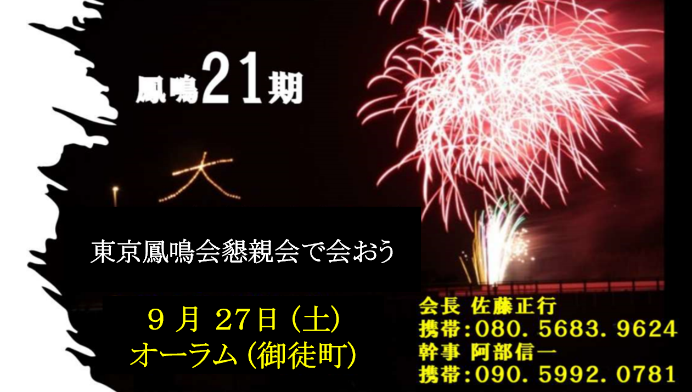 鳳鳴21期
大
東京鳳鳴会懇親会で会おう
9月27日(土)
オーラム(御徒町)
会長 佐藤正行
携帯:080.5683.9624
幹事 阿部信一
携帯:090.5992.0781